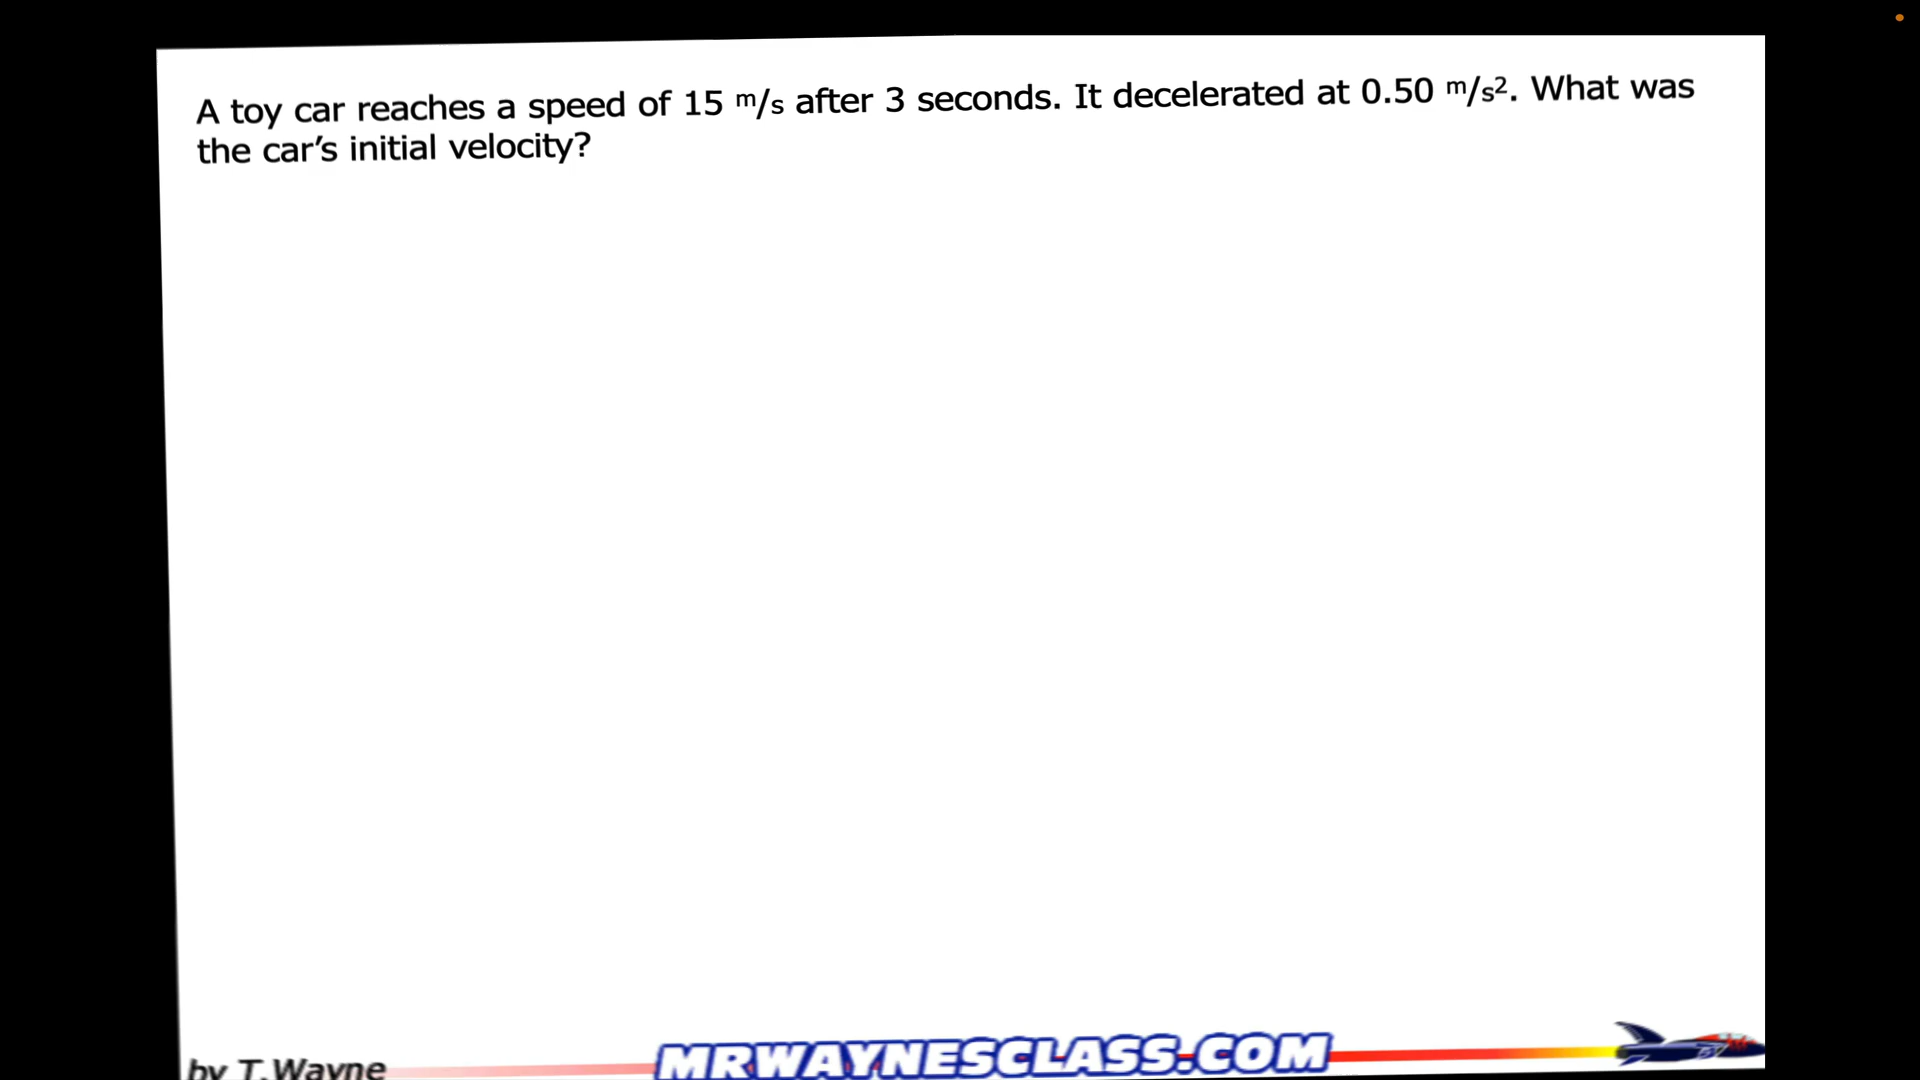 A toy car reaches a speed of 15 m/s after 3 seconds. It decelerated at 0.50 m/s². What was
the car’s initial velocity?
by T.Wayne
MRWAYNESCLASS.COM